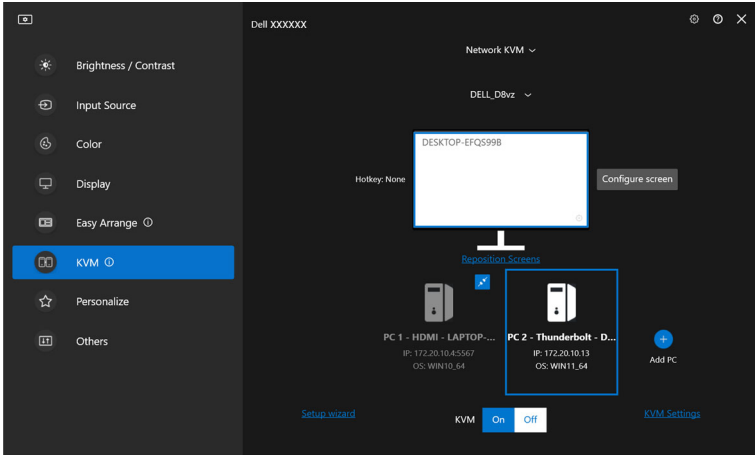 Dell XXXXXX
Brightness / Contrast
Input Source
Color
Display
Easy Arrange
KVM
Personalize
Others
Network KVM
DELL_D8vz
DESKTOP-EFQS99B
Hotkey: None
Configure screen
Reposition Screens
PC 1 - HDMI - LAPTOP-...
IP: 172.20.10.4:5567
OS: WIN10_64
PC 2 - Thunderbolt - D...
IP: 172.20.10.13
OS: WIN11_64
Add PC
Setup wizard
KVM
On
Off
KVM Settings